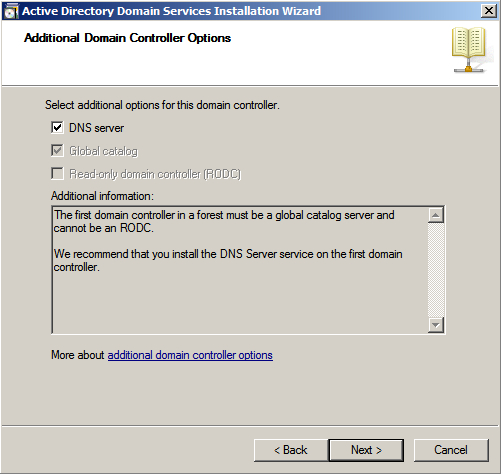 Active Directory Domain Services Installation Wizard
Additional Domain Controller Options
Select additional options for this domain controller.
DNS server
Global catalog
Read-only domain controller (RODC)
Additional information:
The first domain controller in a forest must be a global catalog server and
cannot be an RODC.
We recommend that you install the DNS Server service on the first domain
controller.
More about additional domain controller options
< Back
Next >
Cancel